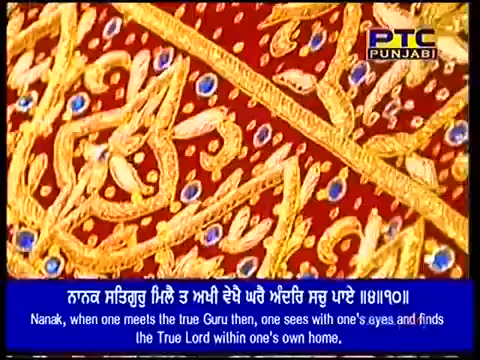 PTC
PUNJABI
ਨਾਨਕ ਸਤਿਗੁਰੁ ਮਿਲੈ ਤ ਅਖੀ ਵੇਖੈ ਘਰੈ ਅੰਦਰਿ ਸਚੁ ਪਾਏ ॥੪॥੧੦॥
Nanak, when one meets the true Guru then, one sees with one's eyes and finds
the True Lord within one's own home.